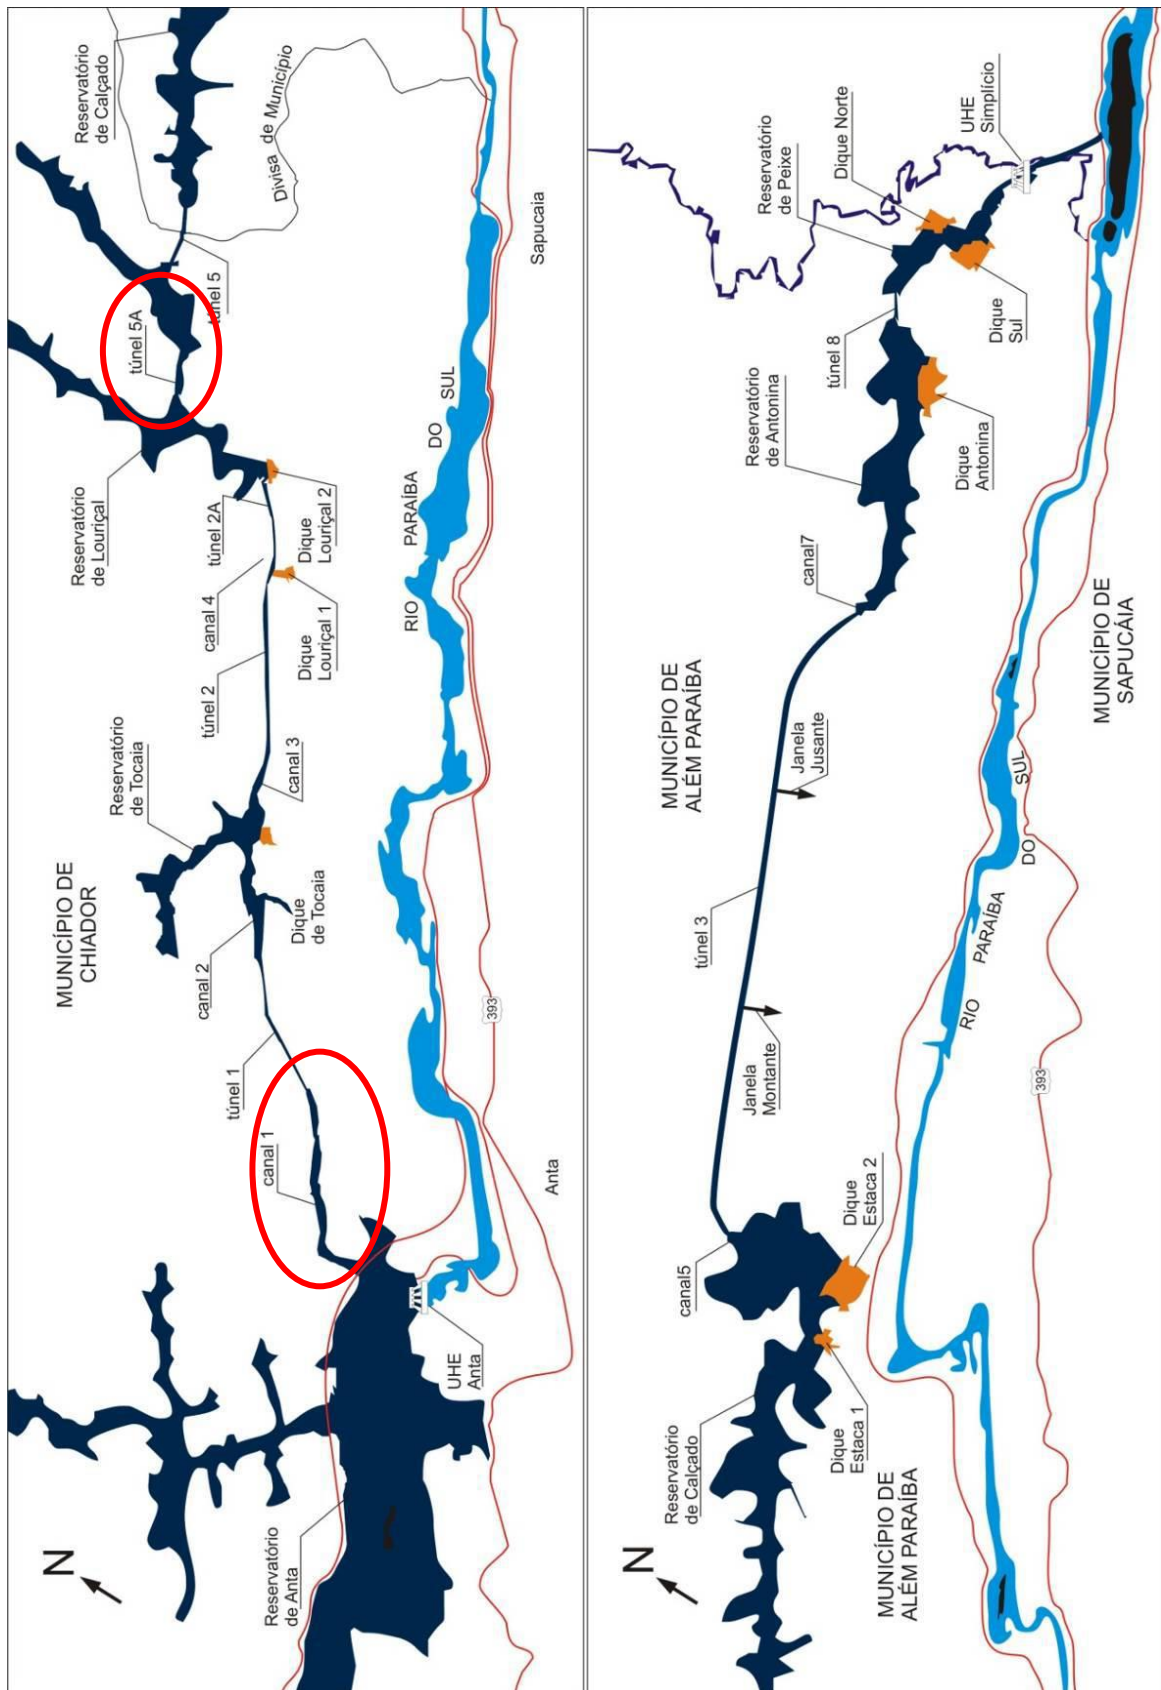 Reservatório
de Calçado
Divisa de Município
túnel 5A
túnel 5
Sapucaia
Reservatório
de Louriçal
túnel 2A
Dique
Louriçal 2
canal 4
Dique
Louriçal 1
túnel 2
RIO PARAÍBA DO SUL
Reservatório
de Tocaia
canal 3
MUNICÍPIO DE
CHIADOR
Dique
de Tocaia
canal 2
túnel 1
canal 1
393
Anta
UHE
Anta
Reservatório
de Anta
N
UHE
Simplício
Dique Norte
Reservatório
de Peixe
Dique
Sul
túnel 8
Reservatório
de Antonina
Dique
Antonina
canal7
MUNICÍPIO DE
ALÉM PARAÍBA
MUNICÍPIO DE
SAPUCÁIA
Janela
Jusante
túnel 3
RIO PARAÍBA DO SUL
Janela
Montante
393
canal5
Dique
Estaca 2
Reservatório
de Calçado
Dique
Estaca 1
MUNICÍPIO DE
ALÉM PARAÍBA
N